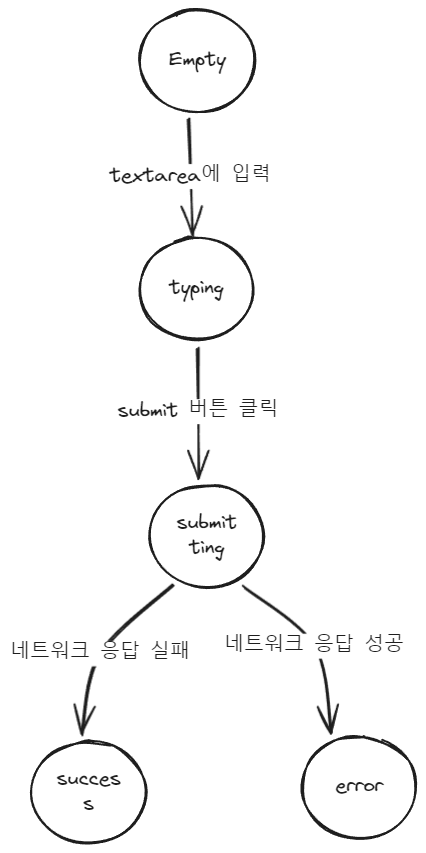 Empty
textarea에 입력
typing
submit 버튼 클릭
submit
ting
네트워크 응답 실패
네트워크 응답 성공
succes
s
error